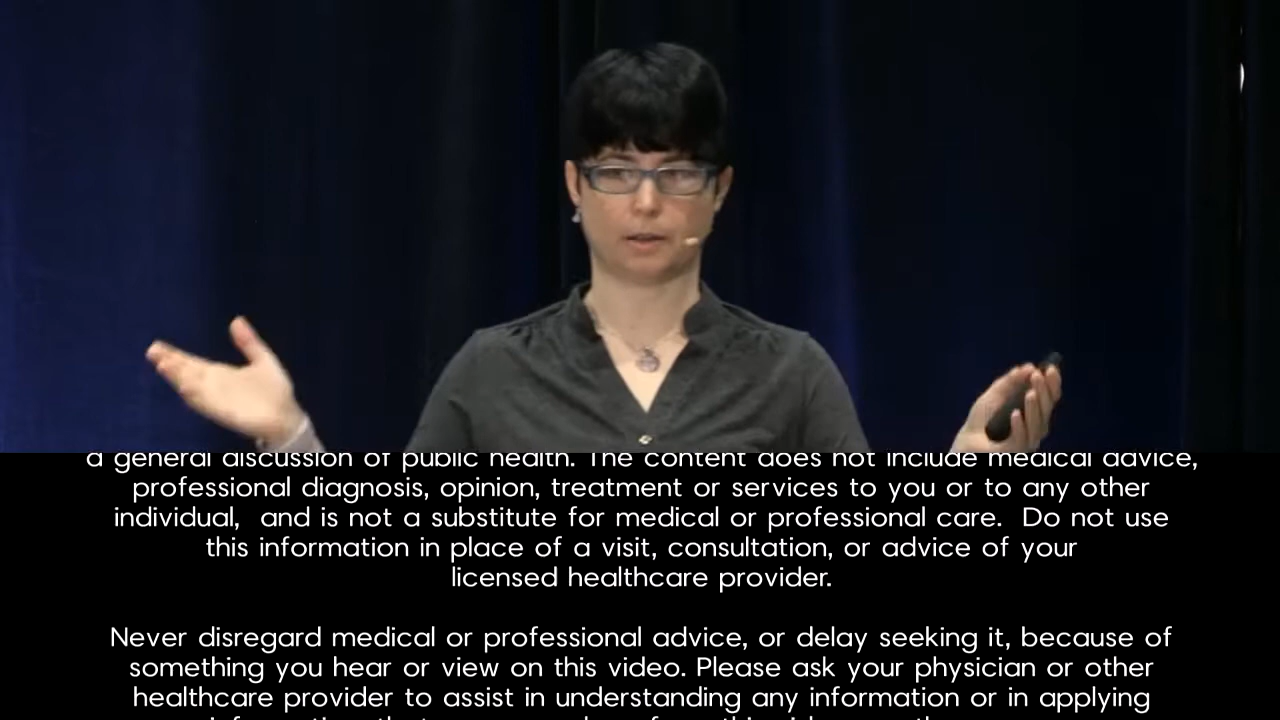 a general discussion of public health. The content does not include medical advice,
professional diagnosis, opinion, treatment or services to you or to any other
individual,  and is not a substitute for medical or professional care.  Do not use
this information in place of a visit, consultation, or advice of your
licensed healthcare provider.
Never disregard medical or professional advice, or delay seeking it, because of
something you hear or view on this video. Please ask your physician or other
healthcare provider to assist in understanding any information or in applying